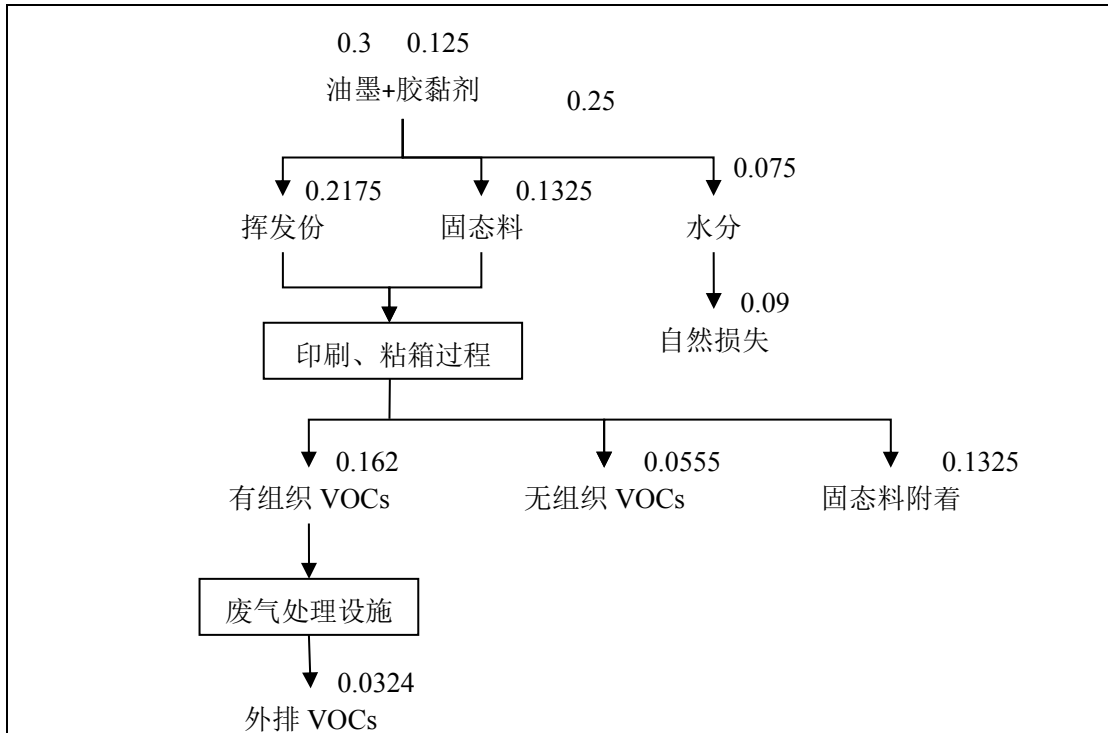 0.3 0.125
油墨+胶黏剂
0.25
0.075
0.2175 0.1325
挥发份 固态料 水分
0.09
自然损失
印刷、粘箱过程
0.162 0.0555 0.1325
有组织 VOCs 无组织 VOCs 固态料附着
废气处理设施
0.0324
外排 VOCs